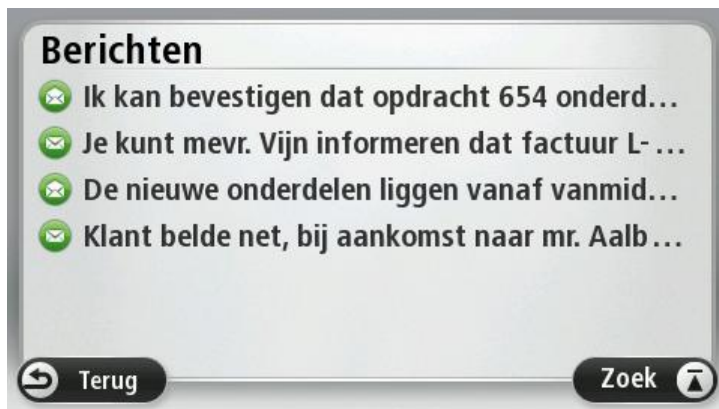 Berichten
Ik kan bevestigen dat opdracht 654 onderd...
Je kunt mevr. Vijn informeren dat factuur L-...
De nieuwe onderdelen liggen vanaf vanmid...
Klant belde net, bij aankomst naar mr. Aalb...
Terug Zoek